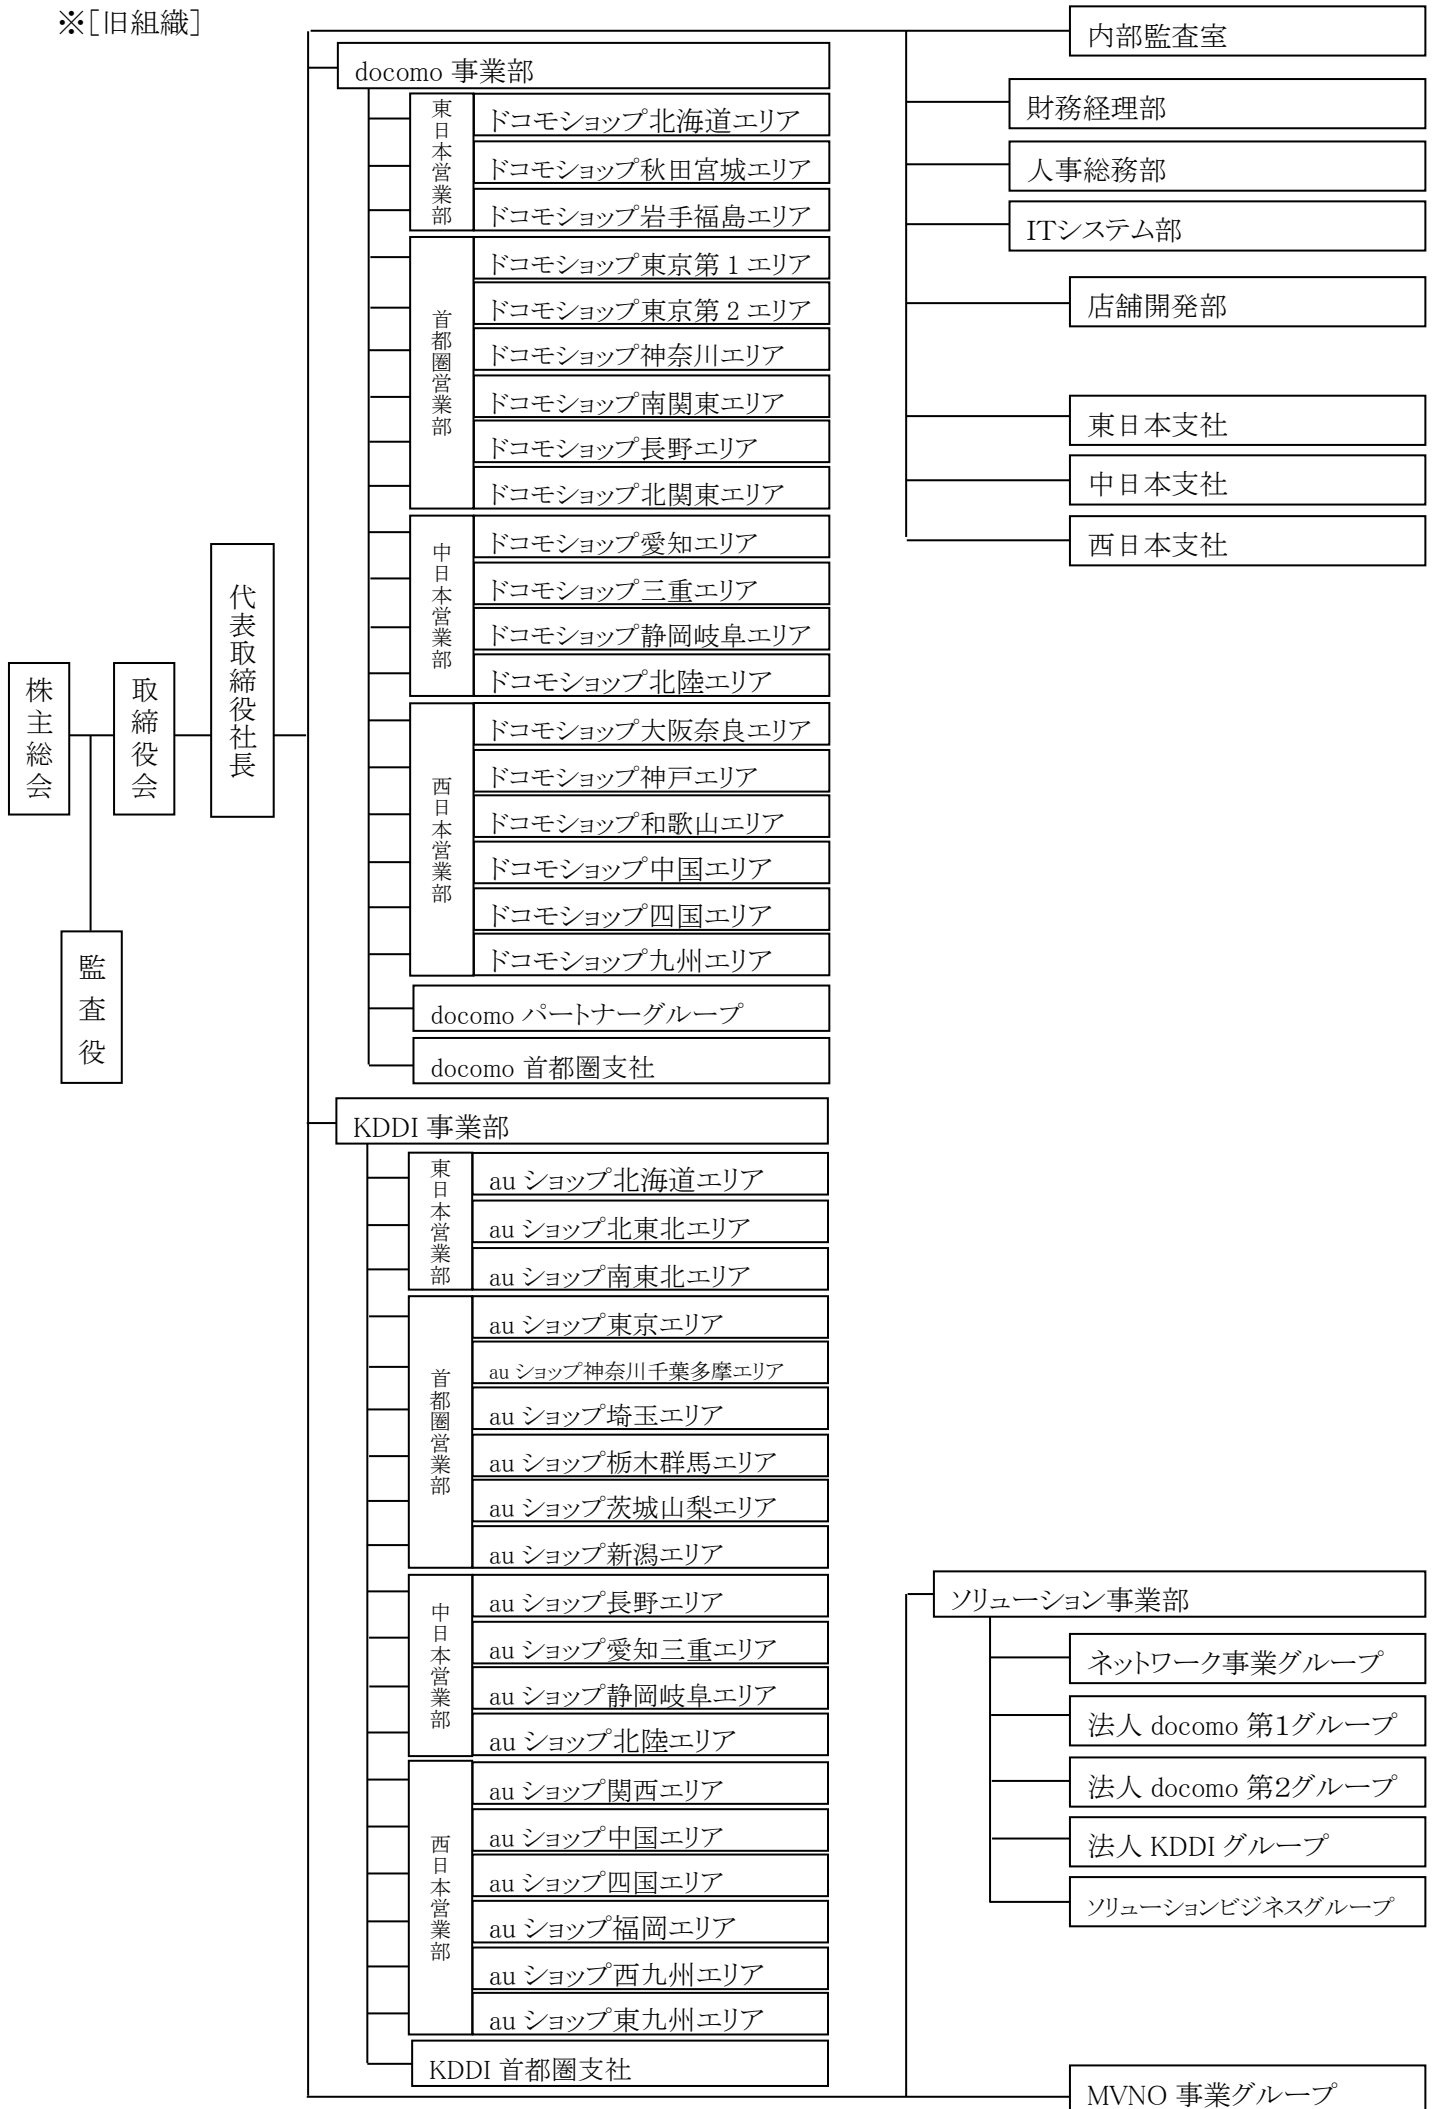 ※[旧組織]
株主総会
取締役会
監査役
代表取締役社長
docomo 事業部
東日本営業部
ドコモショップ北海道エリア
ドコモショップ秋田宮城エリア
ドコモショップ岩手福島エリア
首都圏営業部
ドコモショップ東京第 1 エリア
ドコモショップ東京第 2 エリア
ドコモショップ神奈川エリア
ドコモショップ南関東エリア
ドコモショップ長野エリア
ドコモショップ北関東エリア
中日本営業部
ドコモショップ愛知エリア
ドコモショップ三重エリア
ドコモショップ静岡岐阜エリア
ドコモショップ北陸エリア
西日本営業部
ドコモショップ大阪奈良エリア
ドコモショップ神戸エリア
ドコモショップ和歌山エリア
ドコモショップ中国エリア
ドコモショップ四国エリア
ドコモショップ九州エリア
docomo パートナーグループ
docomo 首都圏支社
KDDI 事業部
東日本営業部
au ショップ北海道エリア
au ショップ北東北エリア
au ショップ南東北エリア
首都圏営業部
au ショップ東京エリア
au ショップ神奈川千葉多摩エリア
au ショップ埼玉エリア
au ショップ栃木群馬エリア
au ショップ茨城山梨エリア
au ショップ新潟エリア
中日本営業部
au ショップ長野エリア
au ショップ愛知三重エリア
au ショップ静岡岐阜エリア
au ショップ北陸エリア
西日本営業部
au ショップ関西エリア
au ショップ中国エリア
au ショップ四国エリア
au ショップ福岡エリア
au ショップ西九州エリア
au ショップ東九州エリア
KDDI 首都圏支社
内部監査室
財務経理部
人事総務部
ITシステム部
店舗開発部
東日本支社
中日本支社
西日本支社
ソリューション事業部
ネットワーク事業グループ
法人 docomo 第1グループ
法人 docomo 第2グループ
法人 KDDI グループ
ソリューションビジネスグループ
MVNO 事業グループ